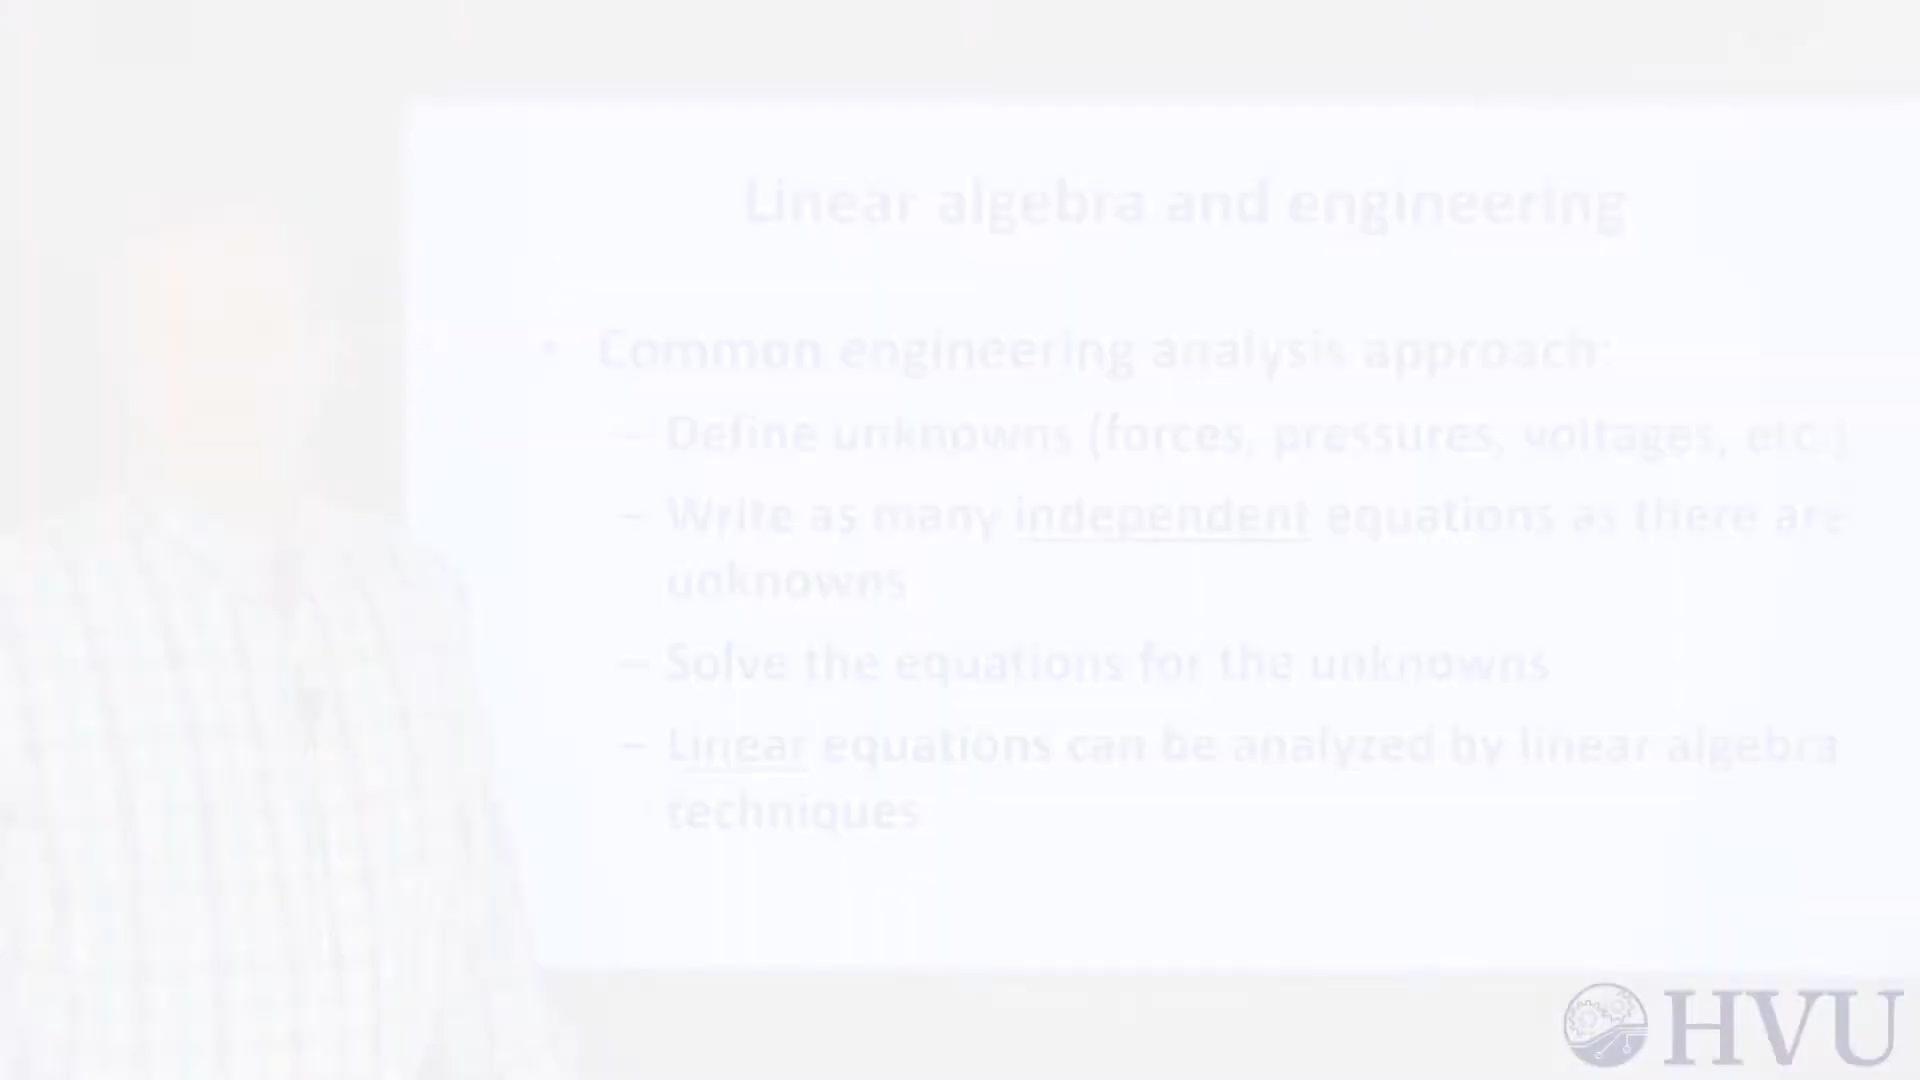 Linear algebra and engineering
• Common engineering analysis approach:
– Define unknowns (forces, pressures, voltages, etc.)
– Write as many independent equations as there are
unknowns
– Solve the equations for the unknowns
– Linear equations can be analyzed by linear algebra
techniques
HVU